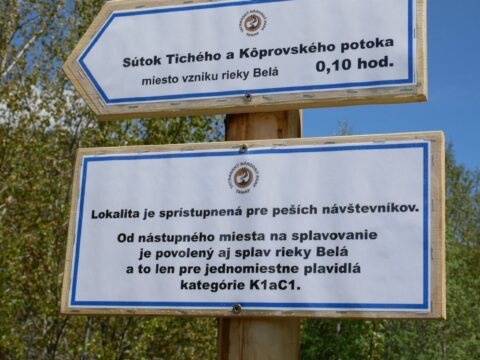 Sútok Tichého a Kôprovského potoka
miesto vzniku rieky Belá 0,10 hod.
Lokalita je sprístupnená pre peších návštevníkov.
Od nástupného miesta na splavovanie
je povolený aj splav rieky Belá
a to len pre jednomiestne plavidlá
kategórie K1aC1.